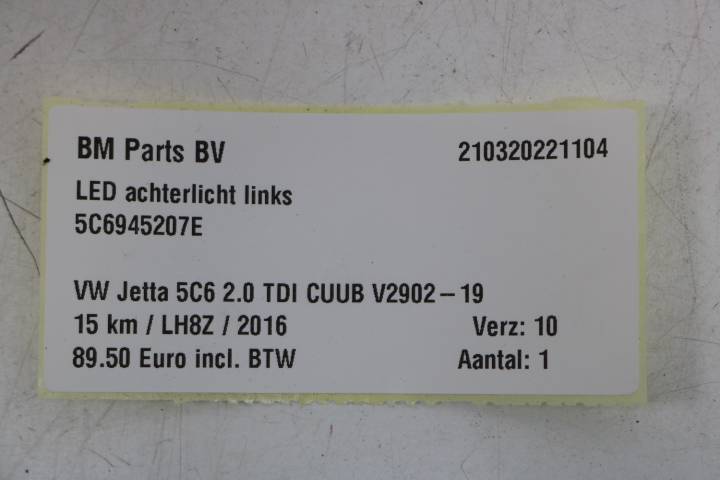 BM Parts BV 210320221104
LED achterlicht links
5C6945207E
VW Jetta 5C6 2.0 TDI CUUB V2902-19
15 km / LH8Z / 2016 Verz: 10
89.50 Euro incl. BTW Aantal: 1